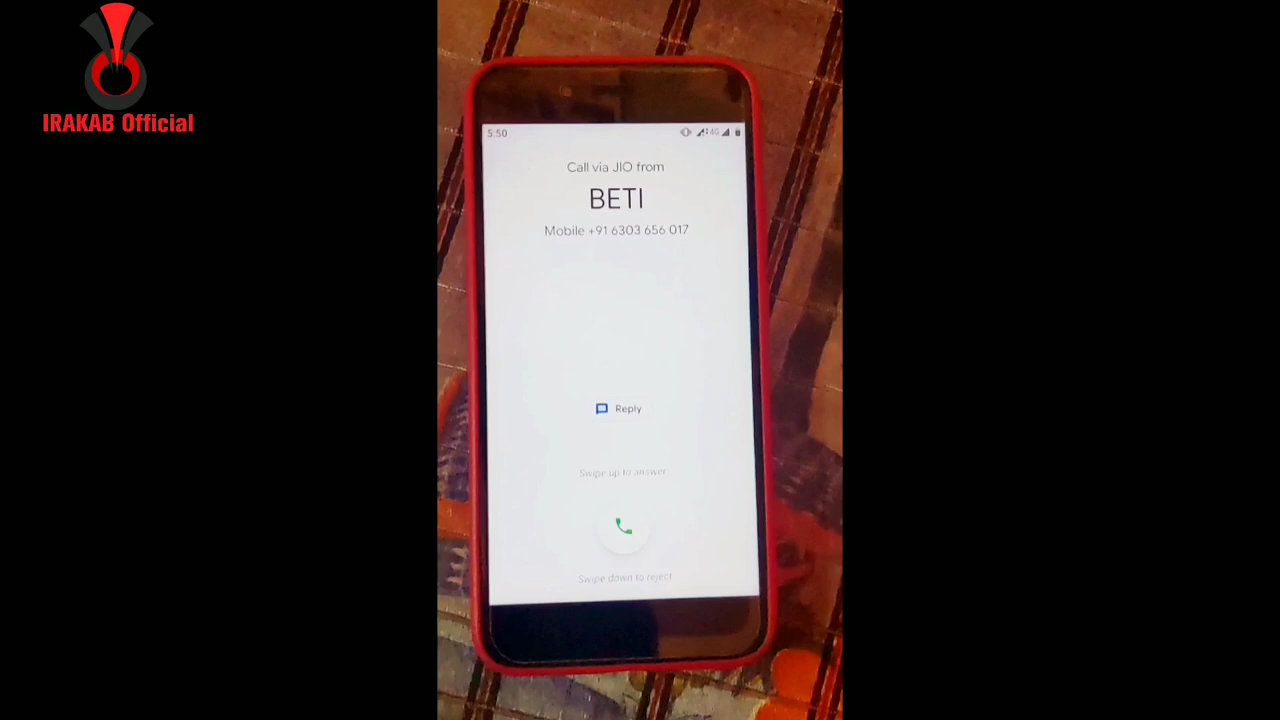 IRAKAB Official
5:50
4G
Call via JIO from
BETI
Mobile +91 6303 656 017
Reply
Swipe up to answer
Swipe down to reject